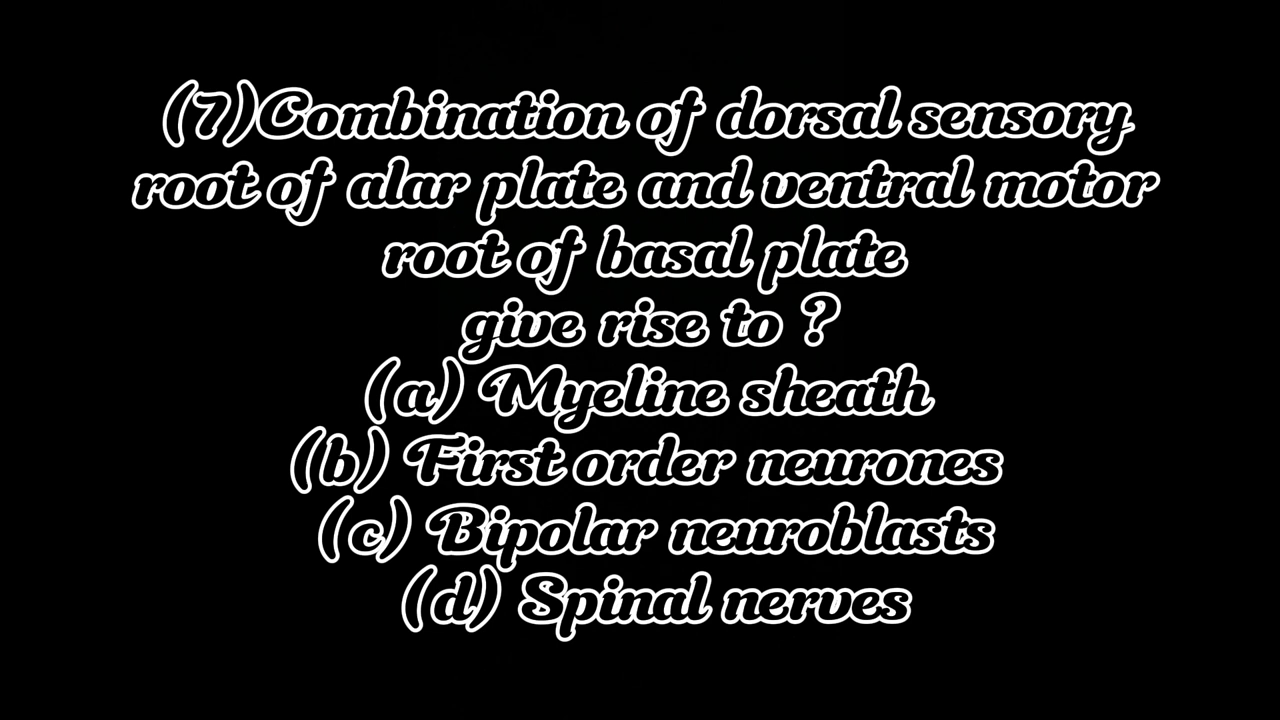 (7)Combination of dorsal sensory
root of alar plate and ventral motor
root of basal plate
give rise to ?
(a) Myeline sheath
(b) First order neurones
(c) Bipolar neuroblasts
(d) Spinal nerves